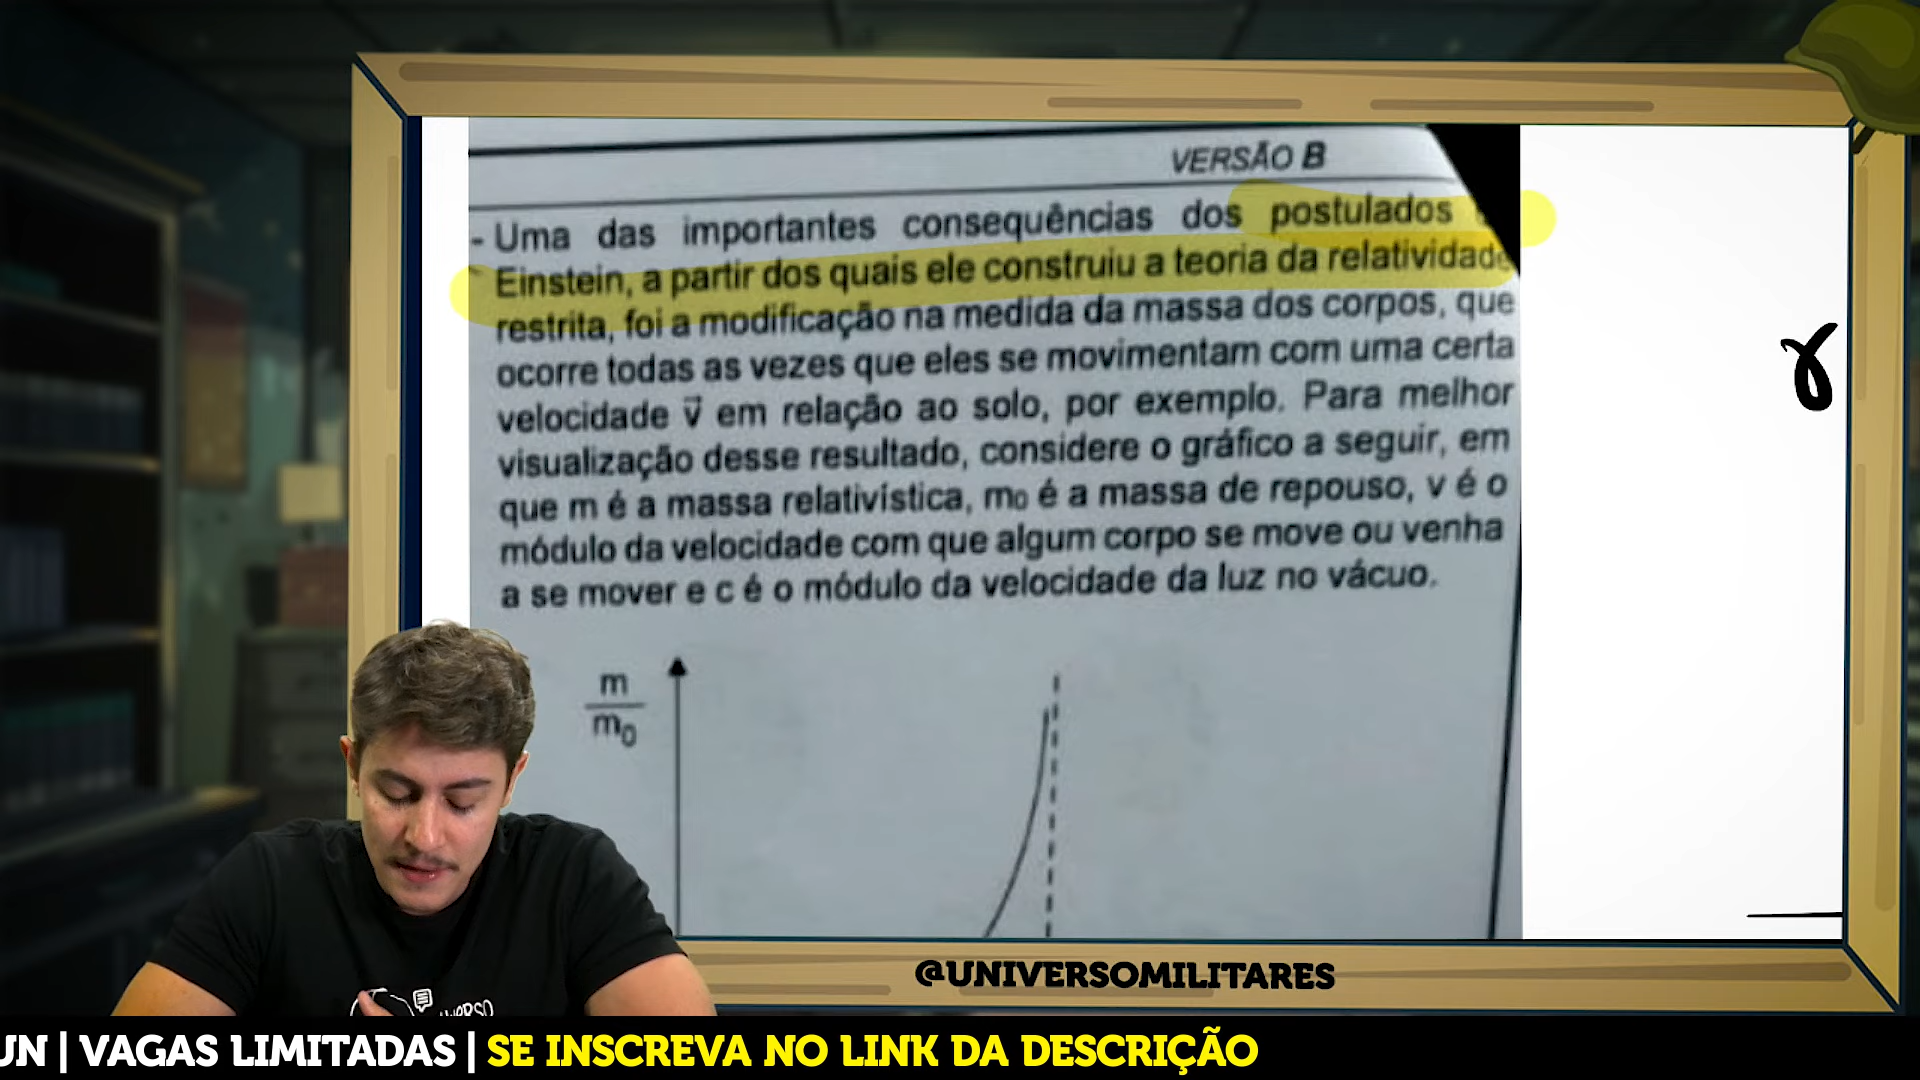 VERSÃO B
- Uma das importantes consequências dos postulados
Einstein, a partir dos quais ele construiu a teoria da relatividade
restrita, foi a modificação na medida da massa dos corpos, que
ocorre todas as vezes que eles se movimentam com uma certa
velocidade v⃗ em relação ao solo, por exemplo. Para melhor
visualização desse resultado, considere o gráfico a seguir, em
que m é a massa relativística, m₀ é a massa de repouso, v é o
módulo da velocidade com que algum corpo se move ou venha
a se mover e c é o módulo da velocidade da luz no vácuo.
m
m₀
γ
@UNIVERSOMILITARES
UN | VAGAS LIMITADAS | SE INSCREVA NO LINK DA DESCRIÇÃO